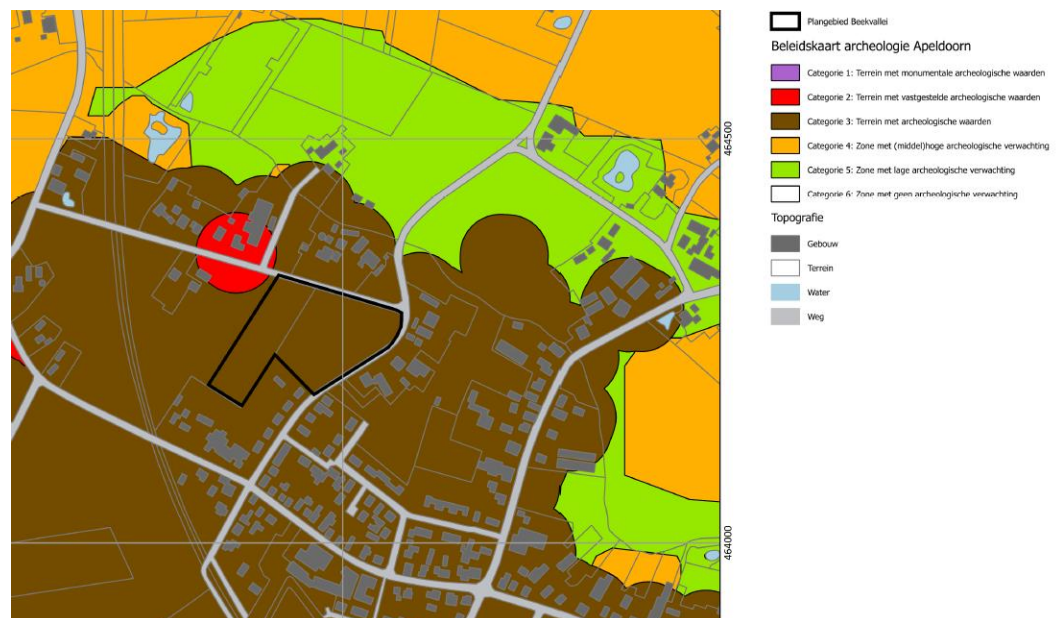 Plangebied Beekvallei
Beleidskaart archeologie Apeldoorn
Categorie 1: Terrein met monumentale archeologische waarden
Categorie 2: Terrein met vastgestelde archeologische waarden
Categorie 3: Terrein met archeologische waarden
Categorie 4: Zone met (middel)hoge archeologische verwachting
Categorie 5: Zone met lage archeologische verwachting
Categorie 6: Zone met geen archeologische verwachting
Topografie
Gebouw
Terrein
Water
Weg
464500
464000